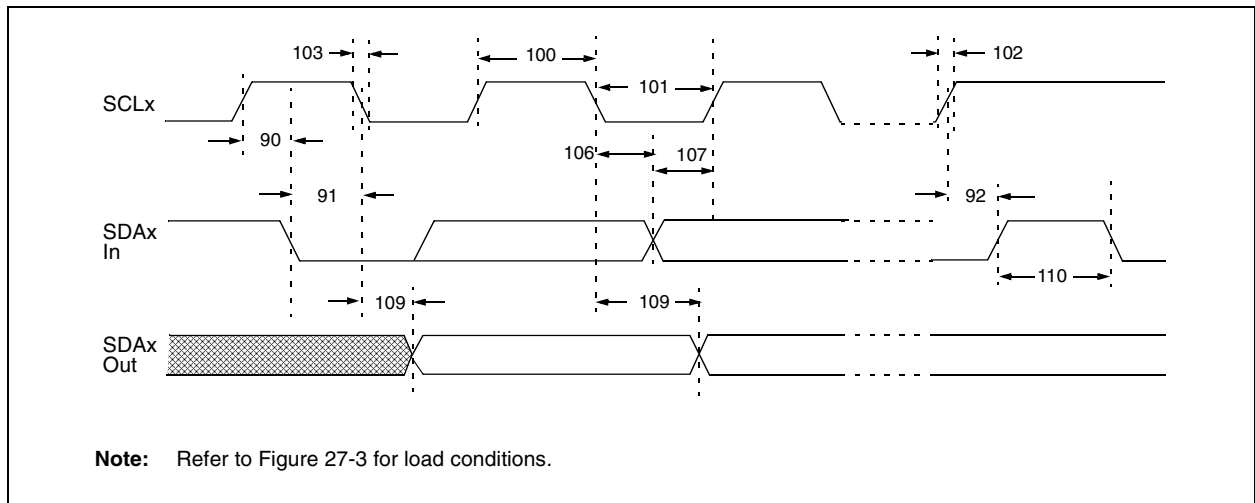 103
100
102
101
SCLx
90
106
107
91
92
SDAx
In
110
109
109
SDAx
Out
Note: Refer to Figure 27-3 for load conditions.